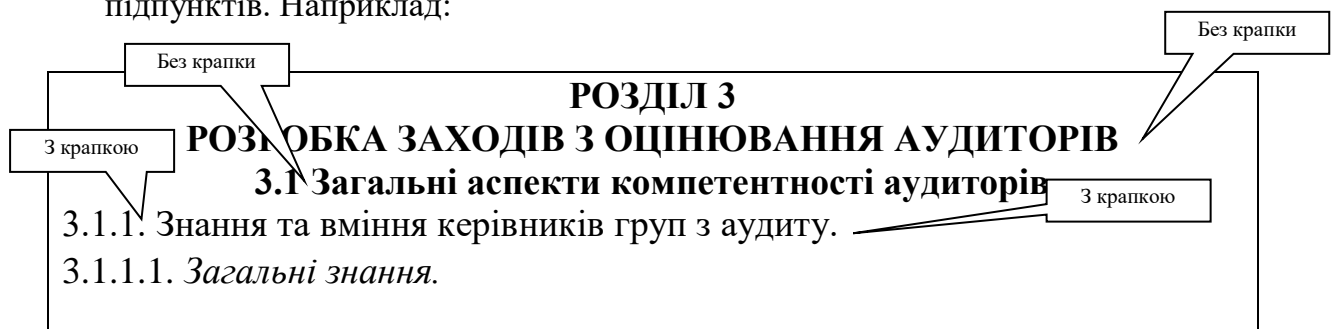 підпунктів. Наприклад:
Без крапки
Без крапки
РОЗДІЛ 3
З крапкою
РОЗРОБКА ЗАХОДІВ З ОЦІНЮВАННЯ АУДИТОРІВ
3.1 Загальні аспекти компетентності аудиторів
З крапкою
3.1.1. Знання та вміння керівників груп з аудиту.
3.1.1.1. Загальні знання.